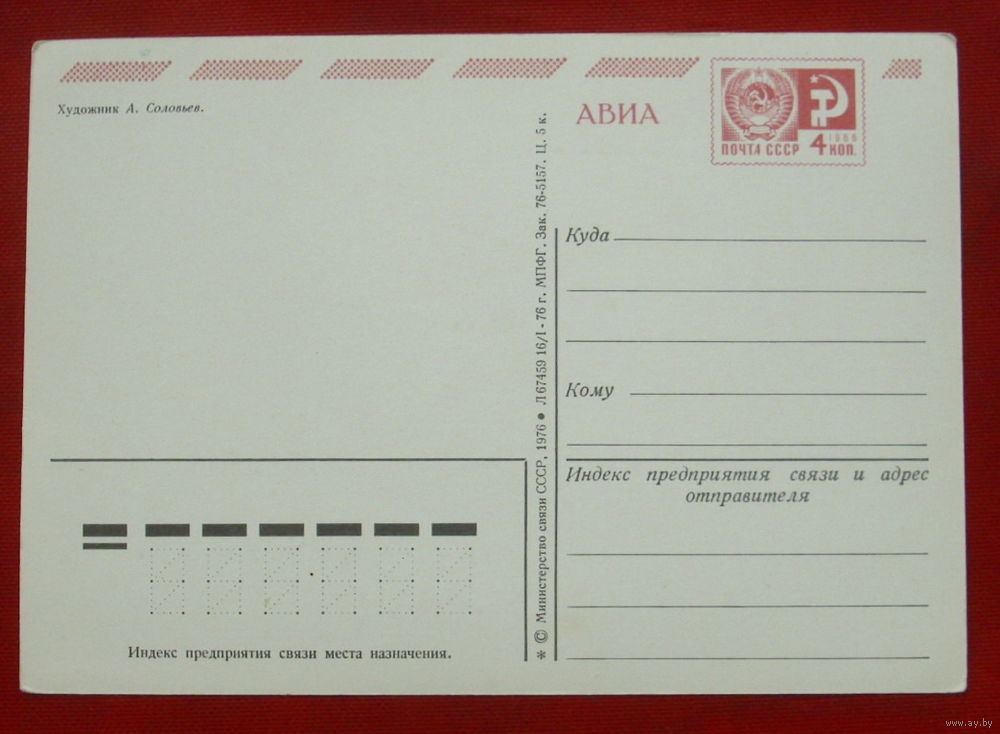 Художник А. Соловьев.
АВИА
1966
ПОЧТА СССР 4 КОП.
* © Министерство связи СССР, 1976 ● Л 67459 16/I - 76 г. МПФГ. Зак. 76-5157. Ц. 5 к.
Куда
Кому
Индекс предприятия связи и адрес
отправителя
Индекс предприятия связи места назначения.
www.ay.by